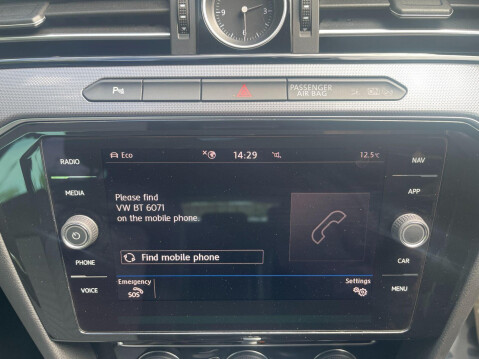 P
PASSENGER
AIR BAG
RADIO
Eco
14:29
12.5°C
NAV
MEDIA
APP
Please find
VW BT 6071
on the mobile phone.
Find mobile phone
PHONE
CAR
VOICE
Emergency
SOS
Settings
MENU